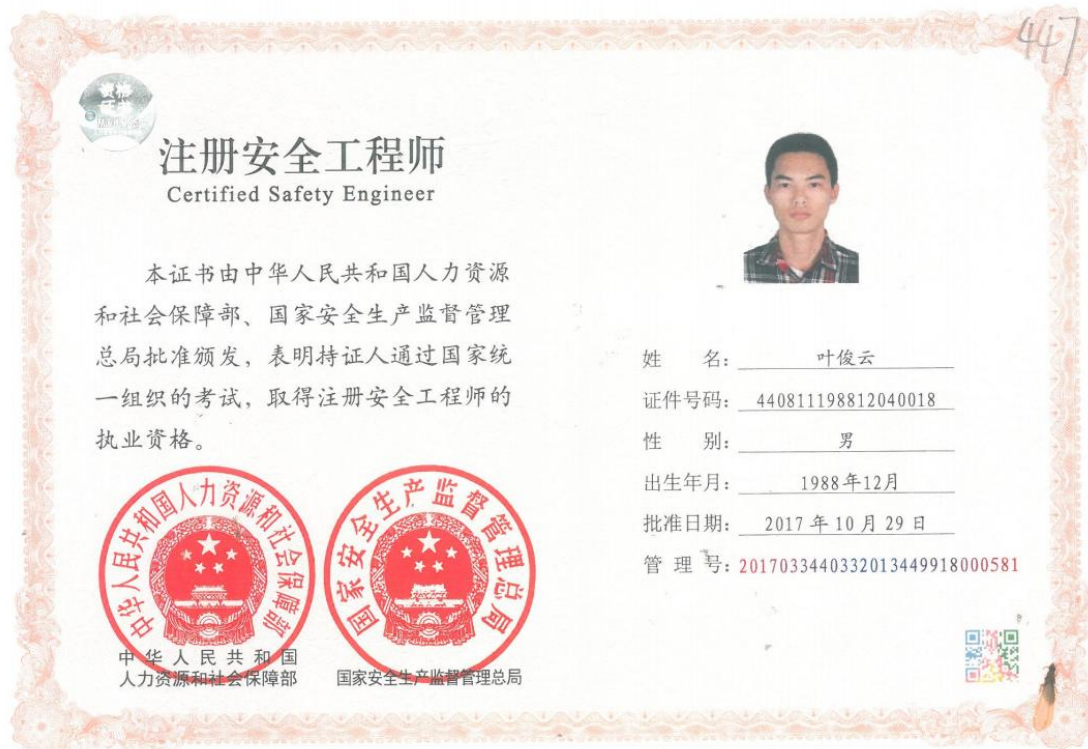 447
资格
证书
注册安全工程师
Certified Safety Engineer
本证书由中华人民共和国人力资源
和社会保障部、国家安全生产监督管理
总局批准颁发，表明持证人通过国家统
一组织的考试，取得注册安全工程师的
执业资格。
中华人民共和国人力资源和社会保障部
国家安全生产监督管理总局
中华人民共和国
人力资源和社会保障部
国家安全生产监督管理总局
姓 名：叶俊云
证件号码：440811198812040018
性 别：男
出生年月：1988年12月
批准日期：2017年10月29日
管 理 号：2017033440332013449918000581